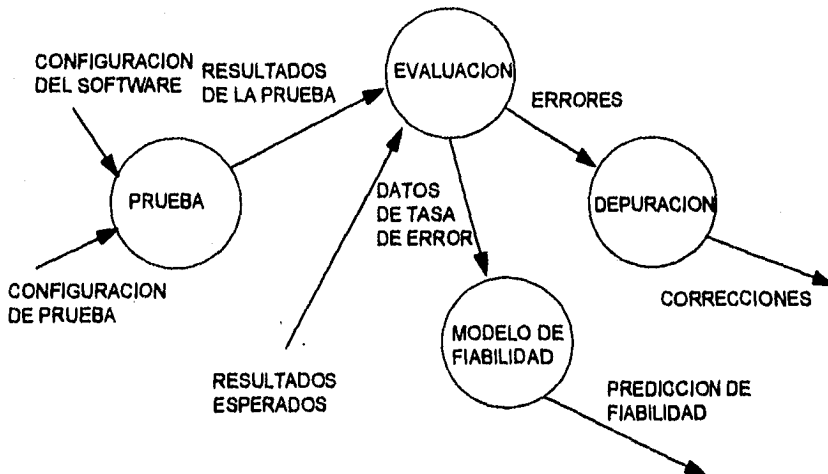 CONFIGURACION
DEL SOFTWARE
RESULTADOS
DE LA PRUEBA
EVALUACION
ERRORES
PRUEBA
DATOS
DE TASA
DE ERROR
DEPURACION
CONFIGURACION
DE PRUEBA
CORRECCIONES
MODELO DE
FIABILIDAD
RESULTADOS
ESPERADOS
PREDICCION DE
FIABILIDAD